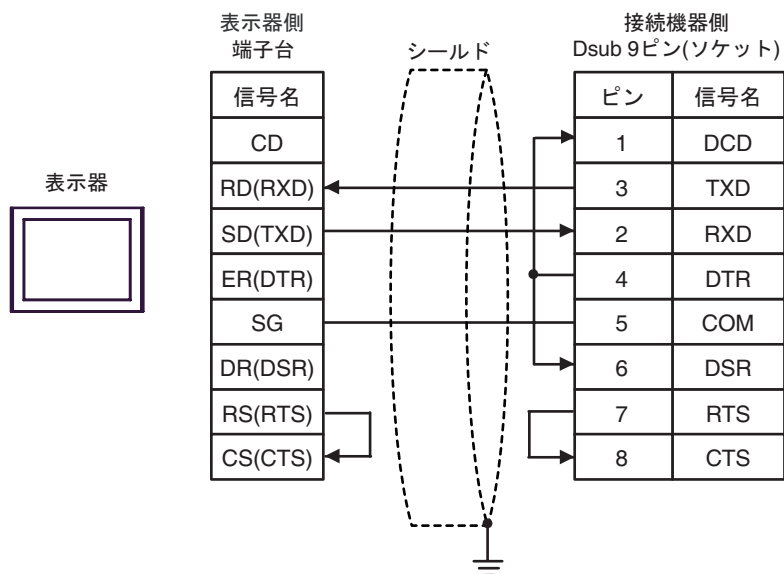 表示器側
端子台
シールド
接続機器側
Dsub 9ピン(ソケット)
表示器
信号名
CD
RD(RXD)
SD(TXD)
ER(DTR)
SG
DR(DSR)
RS(RTS)
CS(CTS)
ピン 信号名
1 DCD
3 TXD
2 RXD
4 DTR
5 COM
6 DSR
7 RTS
8 CTS